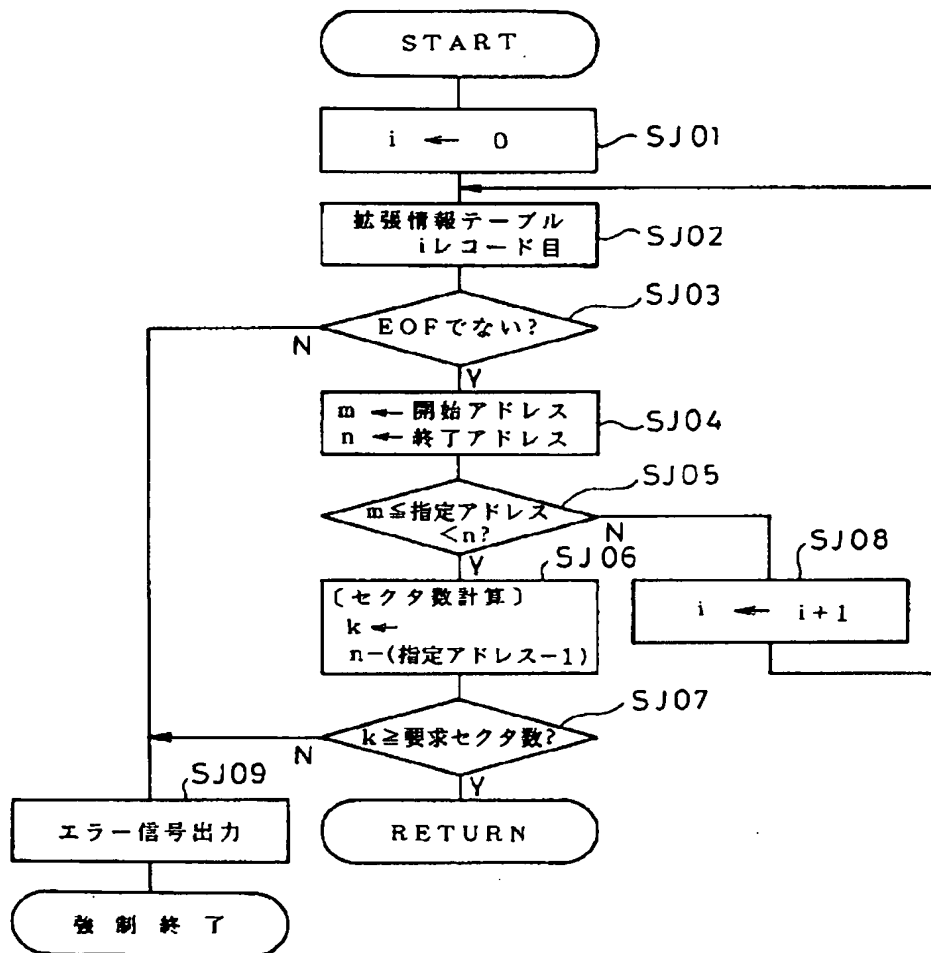 START
i ← 0
SJ01
拡張情報テーブル
iレコード目
SJ02
SJ03
EOFでない?
N
Y
m ← 開始アドレス
n ← 終了アドレス
SJ04
SJ05
m≦指定アドレス
<n?
N
Y
SJ06
SJ08
〔セクタ数計算〕
k ←
n-(指定アドレス-1)
i ← i+1
SJ07
k≧要求セクタ数?
N
Y
SJ09
エラー信号出力
RETURN
強制終了